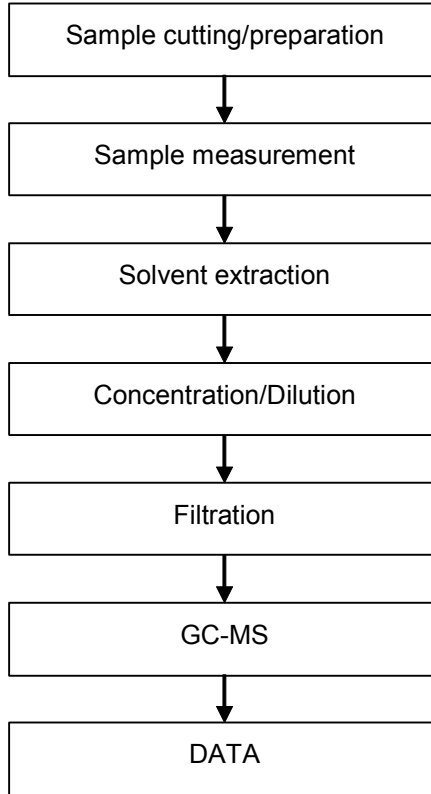 Sample cutting/preparation
Sample measurement
Solvent extraction
Concentration/Dilution
Filtration
GC-MS
DATA